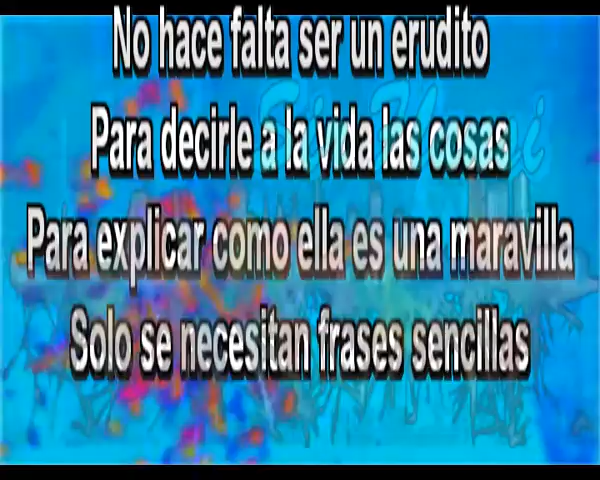 No hace falta ser un erudito
Para decirle a la vida las cosas
Para explicar como ella es una maravilla
Solo se necesitan frases sencillas